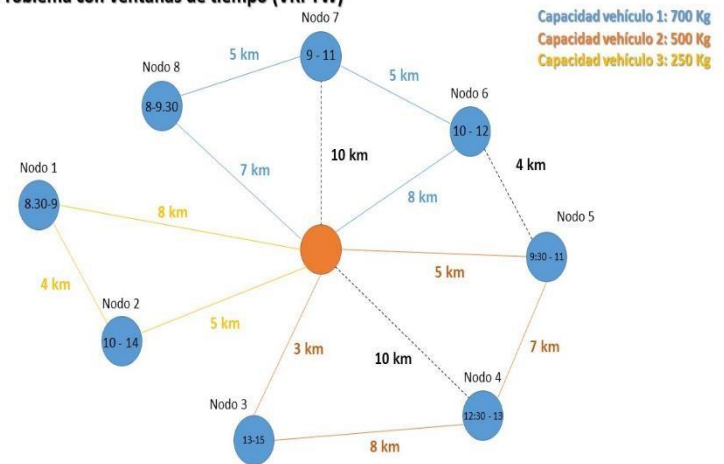 roblema con ventanas de tiempo (VRPTW)
Capacidad vehículo 1: 700 Kg
Capacidad vehículo 2: 500 Kg
Capacidad vehículo 3: 250 Kg
Nodo 7
9 - 11
5 km
5 km
Nodo 8
8-9.30
Nodo 6
10 - 12
10 km
4 km
7 km
8 km
Nodo 1
8.30-9
8 km
Nodo 5
9:30 - 11
5 km
4 km
Nodo 2
10 - 14
5 km
3 km
10 km
7 km
Nodo 4
12:30 - 13
Nodo 3
13-15
8 km